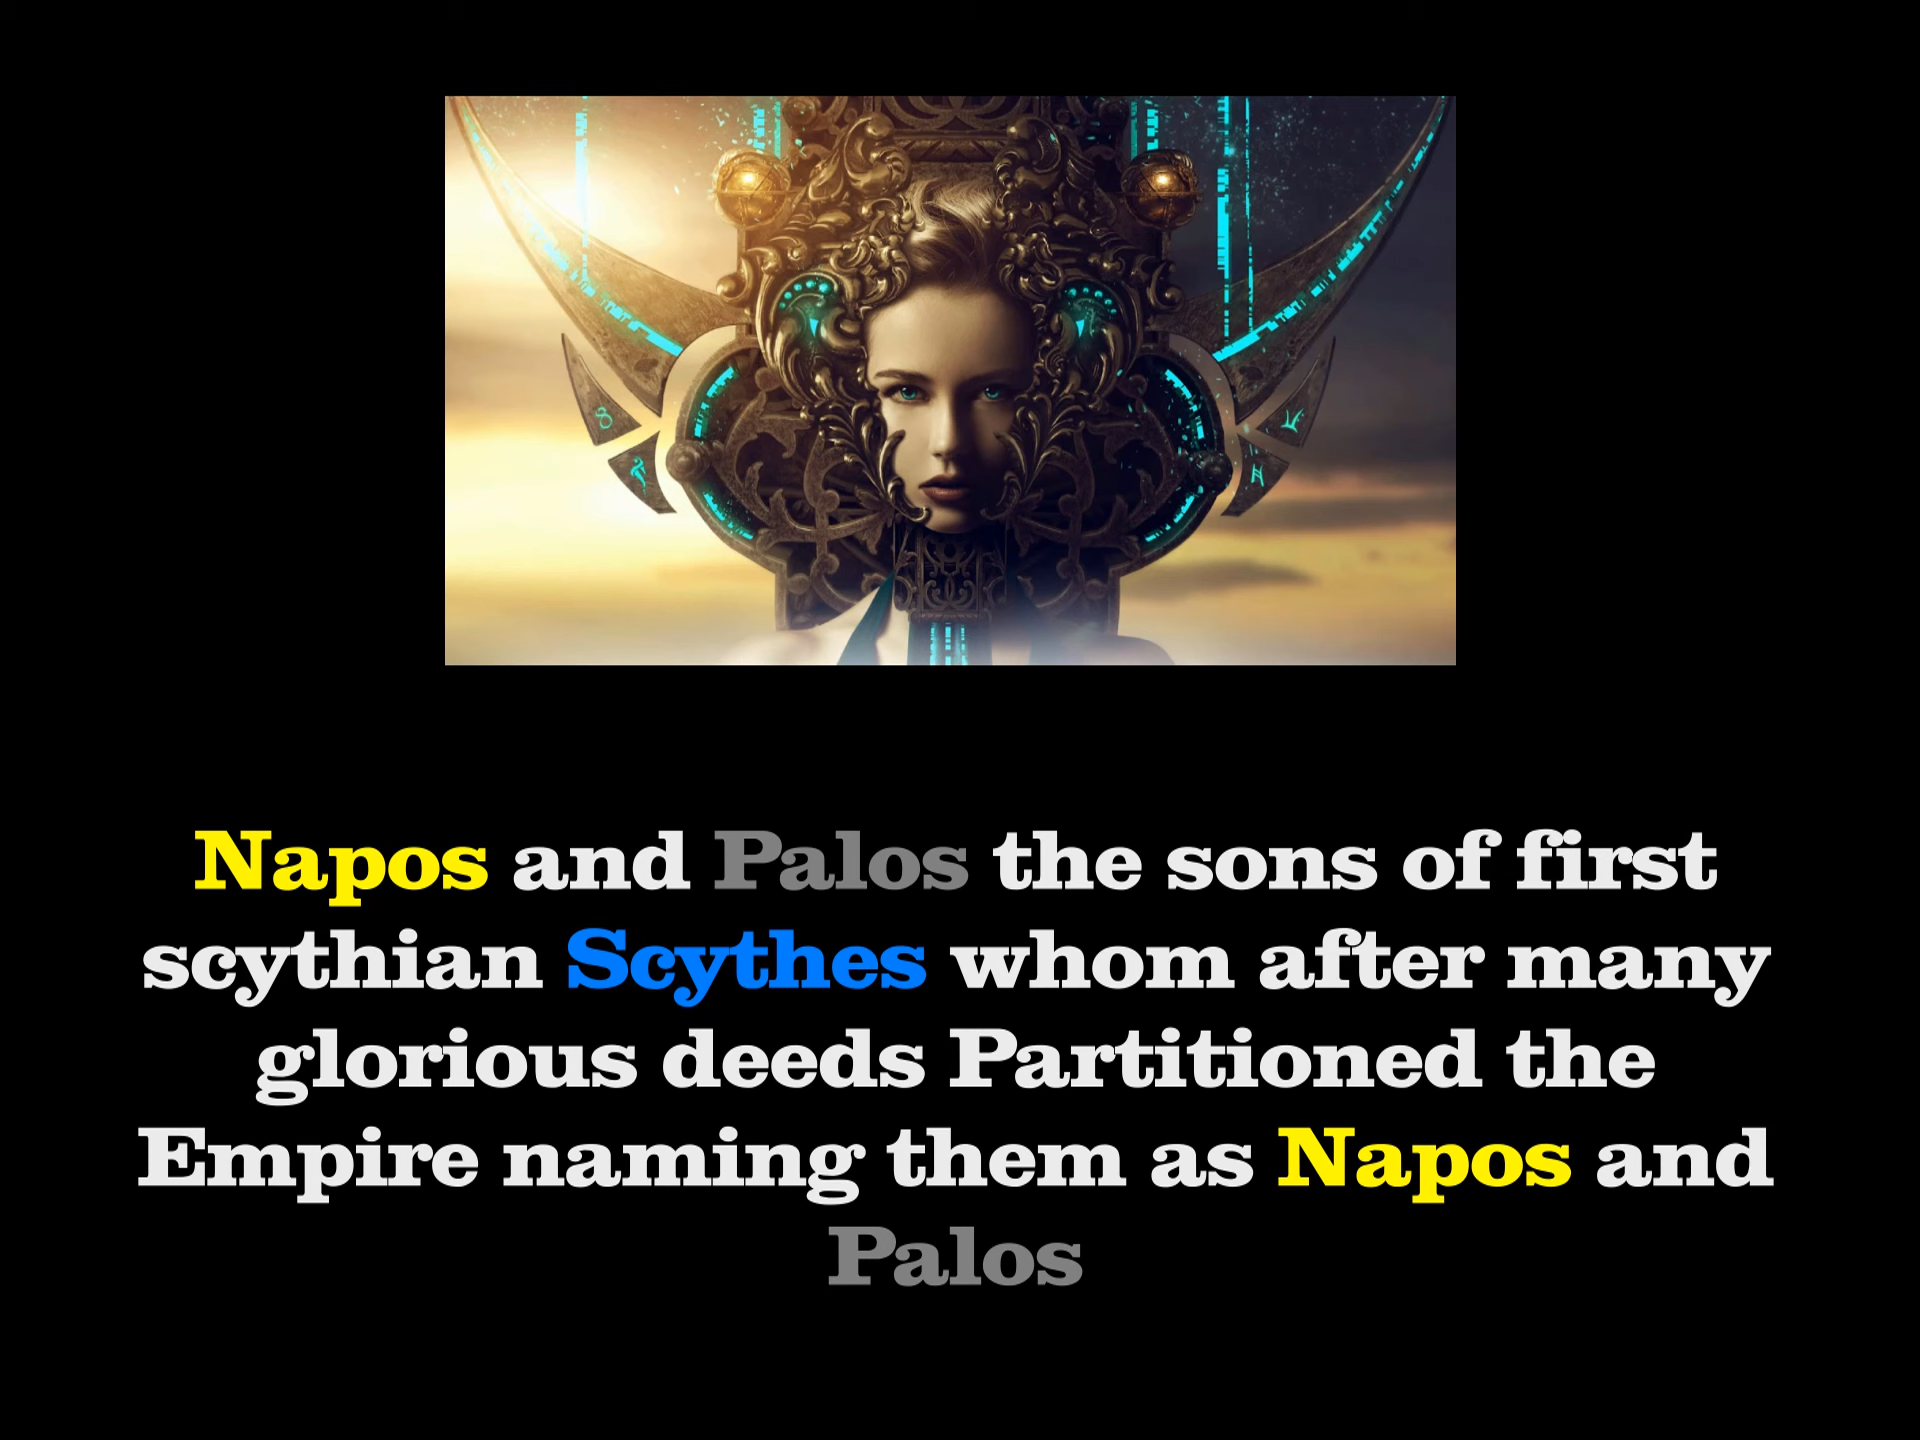 Napos and Palos the sons of first
scythian Scythes whom after many
glorious deeds Partitioned the
Empire naming them as Napos and
Palos